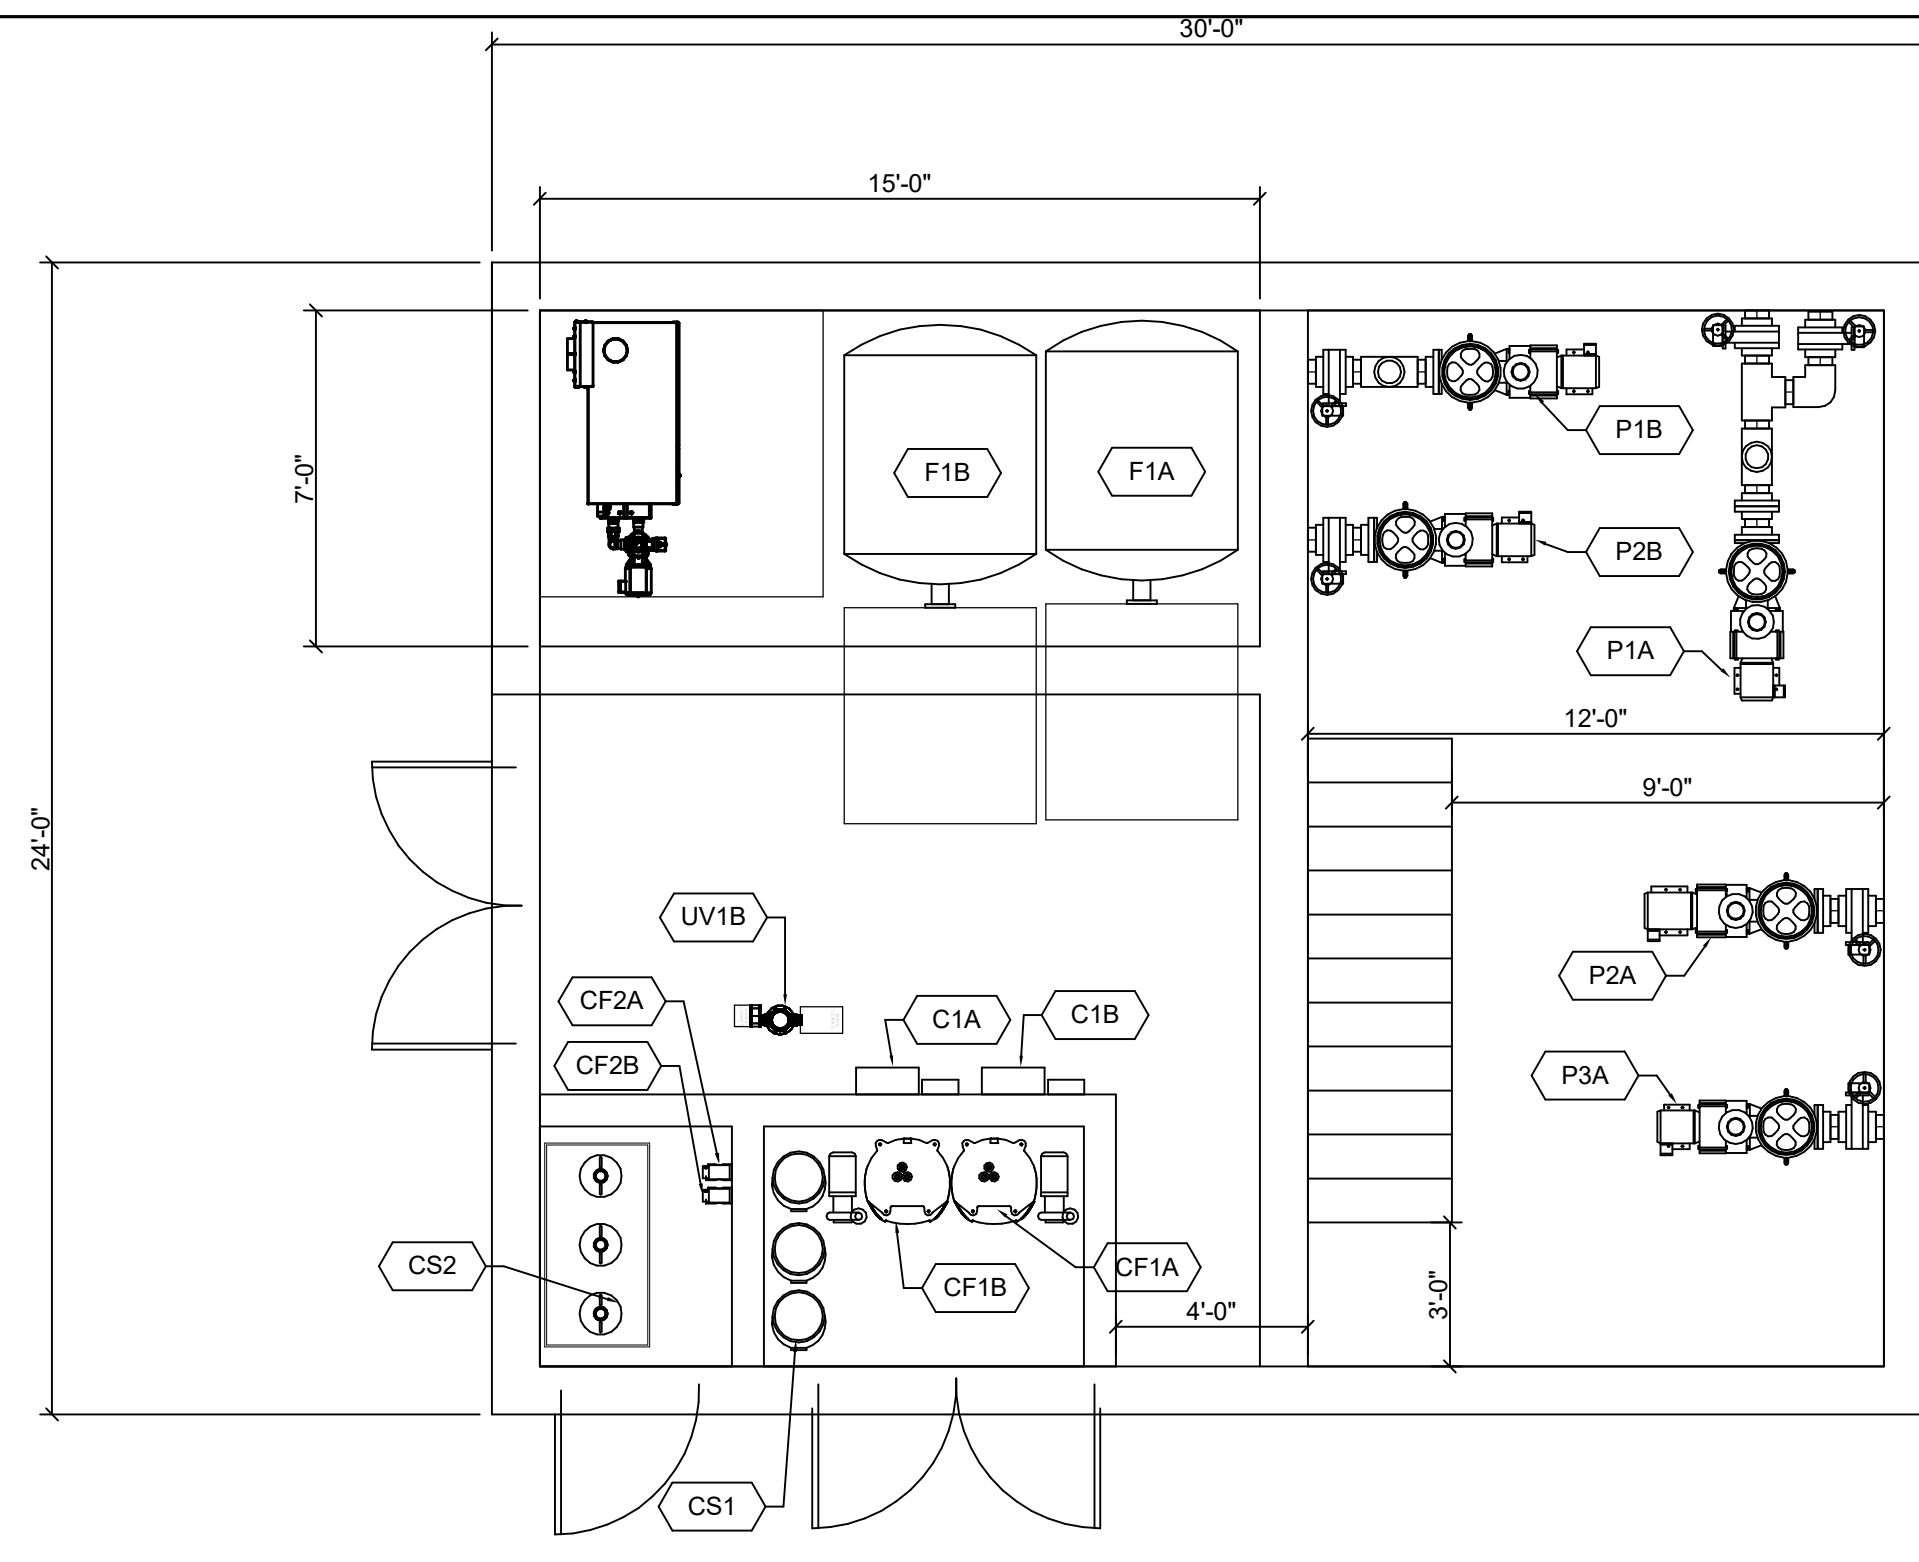 30'-0"
15'-0"
7'-0"
24'-0"
F1B
F1A
P1B
P2B
P1A
12'-0"
9'-0"
UV1B
CF2A
C1A
C1B
CF2B
P2A
P3A
CS2
CF1B
CF1A
4'-0"
3'-0"
CS1